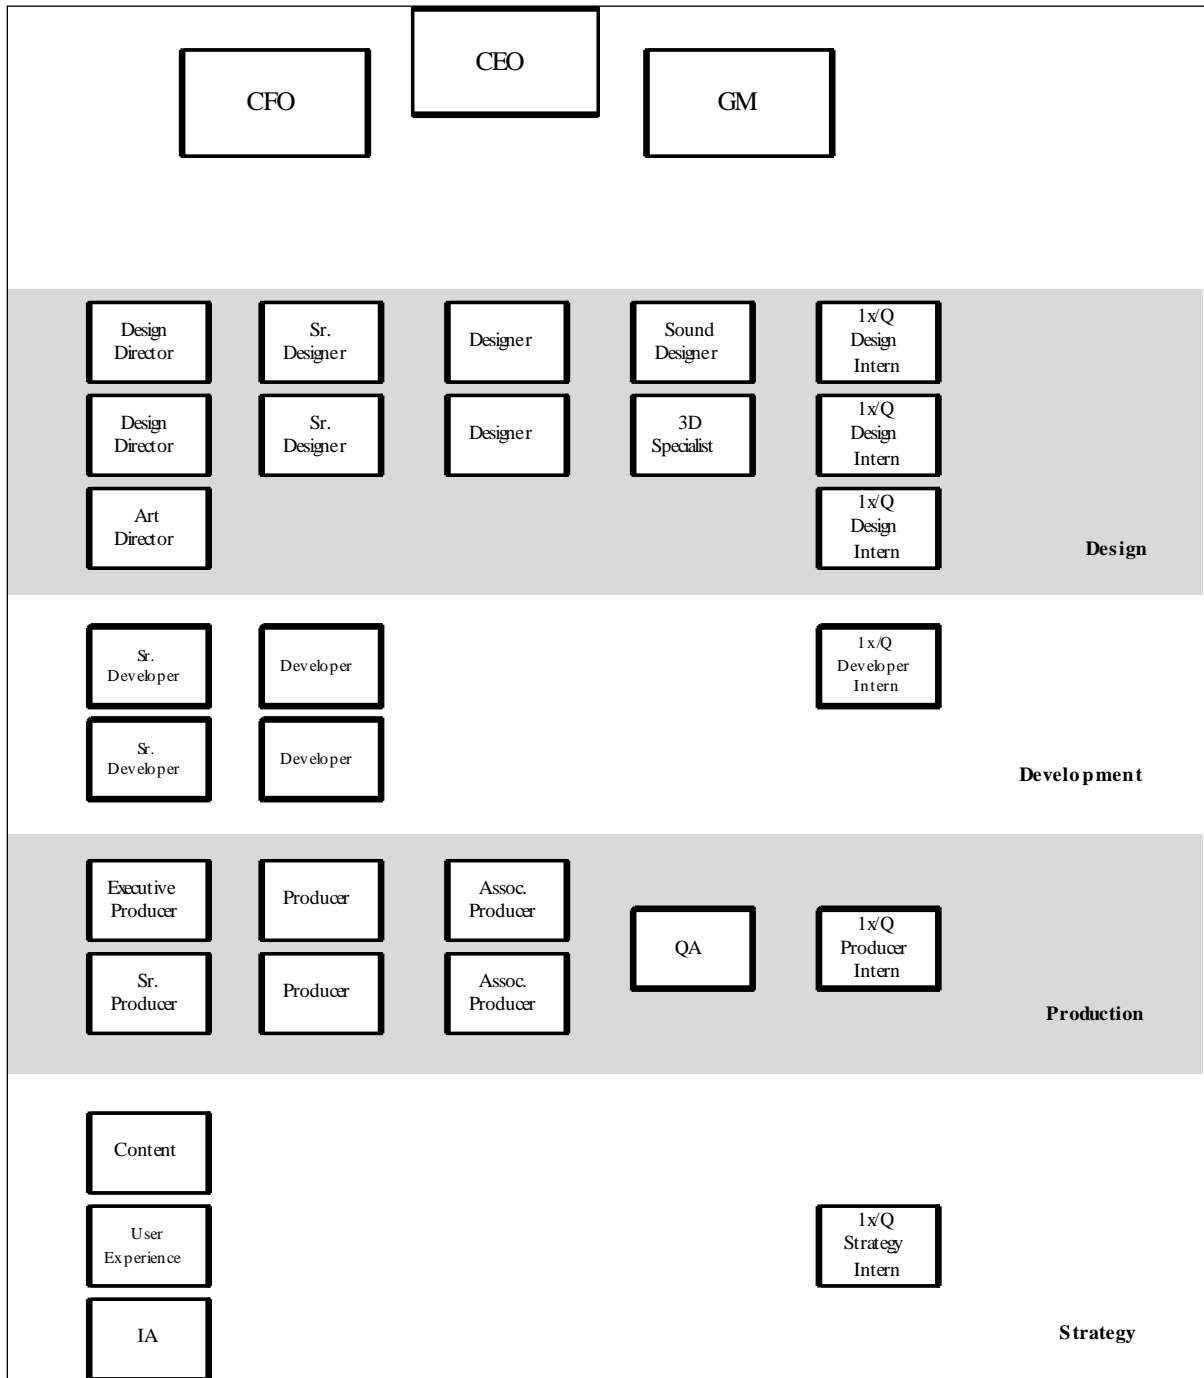 CEO
CFO
GM
Design
Director
Sr.
Designer
Designer
Sound
Designer
1x/Q
Design
Intern
Design
Director
Sr.
Designer
Designer
3D
Specialist
1x/Q
Design
Intern
Art
Director
1x/Q
Design
Intern
Design
Sr.
Developer
Developer
1x/Q
Developer
Intern
Sr.
Developer
Developer
Development
Executive
Producer
Producer
Assoc.
Producer
QA
1x/Q
Producer
Intern
Sr.
Producer
Producer
Assoc.
Producer
Production
Content
User
Experience
1x/Q
Strategy
Intern
IA
Strategy